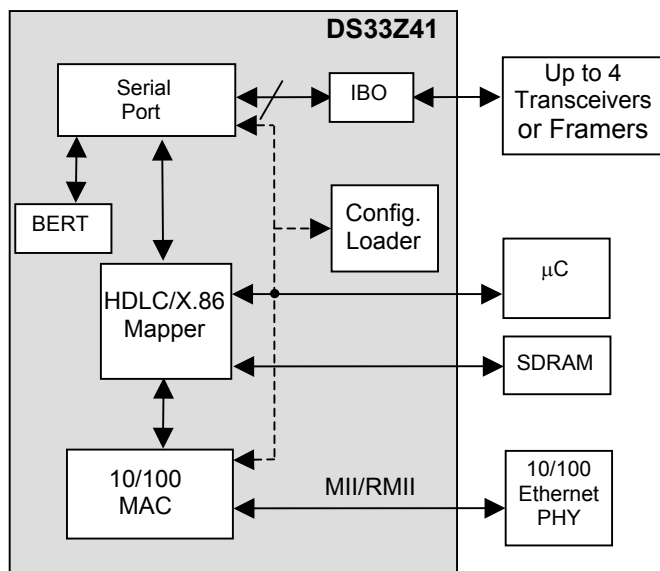 DS33Z41
Serial
Port
IBO
Up to 4
Transceivers
or Framers
BERT
Config.
Loader
HDLC/X.86
Mapper
μC
SDRAM
10/100
MAC
MII/RMII
10/100
Ethernet
PHY